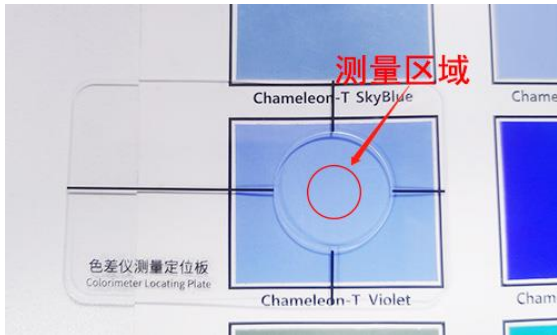 测量区域
Chameleon-T SkyBlue
Chame
色差仪测量定位板
Colorimeter Locating Plate
Chameleon-T Violet
Cham